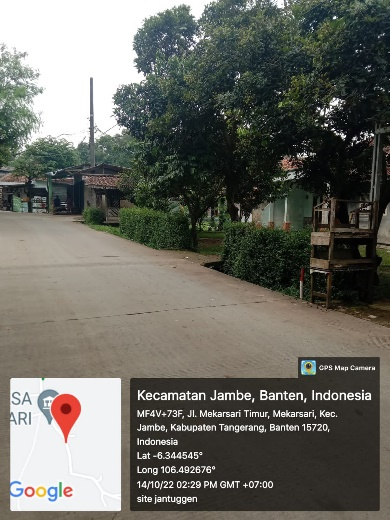 GPS Map Camera
SA
ARI
Google
Kecamatan Jambe, Banten, Indonesia
MF4V+73F, Jl. Mekarsari Timur, Mekarsari, Kec.
Jambe, Kabupaten Tangerang, Banten 15720,
Indonesia
Lat -6.344545°
Long 106.492676°
14/10/22 02:29 PM GMT +07:00
site jantuggen